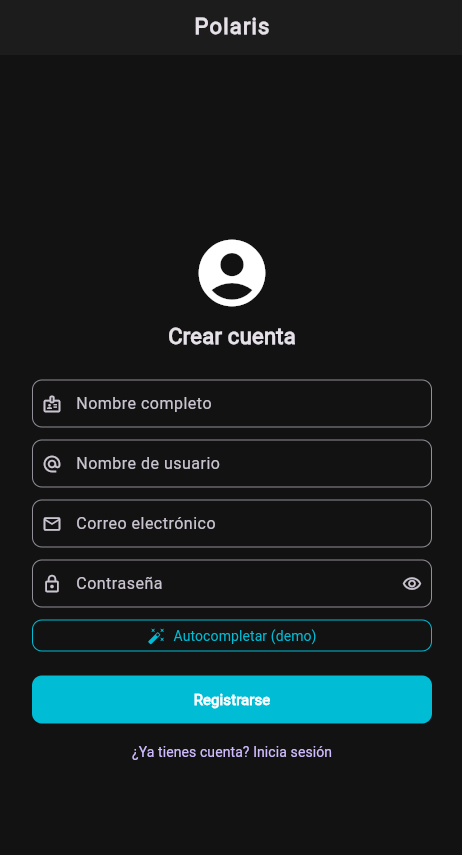 Polaris
Crear cuenta
Nombre completo
Nombre de usuario
Correo electrónico
Contraseña
Autocompletar (demo)
Registrarse
¿Ya tienes cuenta? Inicia sesión